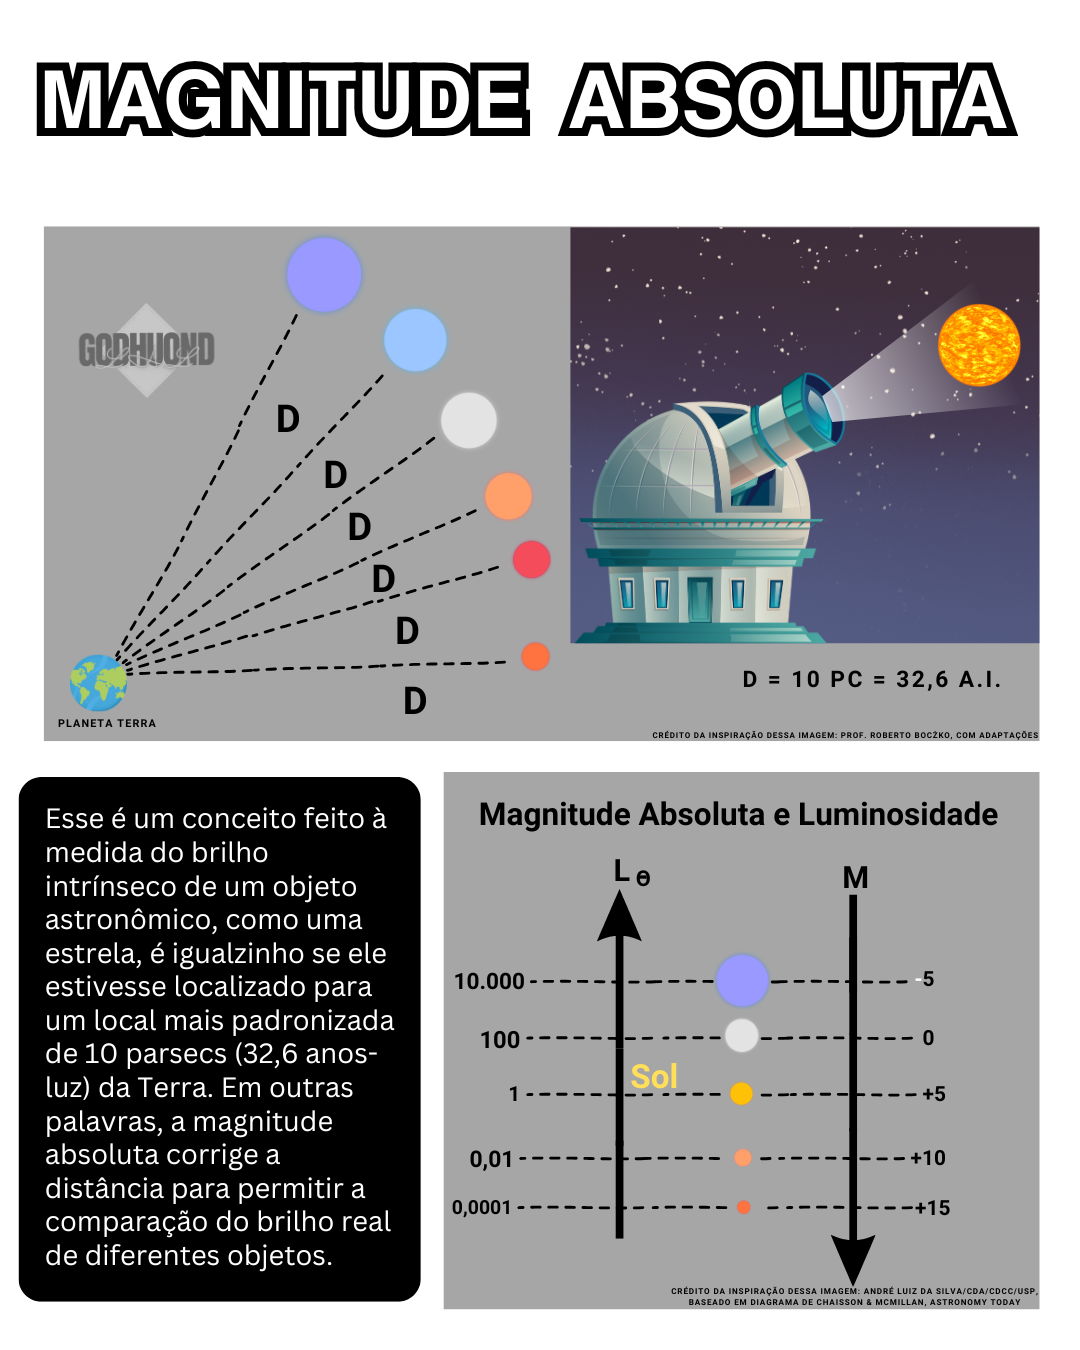 MAGNITUDE ABSOLUTA
GODHUOND
D
D
D
D
D
D
PLANETA TERRA
D = 10 PC = 32,6 A.I.
CRÉDITO DA INSPIRAÇÃO DESSA IMAGEM: PROF. ROBERTO BOCZKO, COM ADAPTAÇÕES
Esse é um conceito feito à
medida do brilho
intrínseco de um objeto
astronômico, como uma
estrela, é igualzinho se ele
estivesse localizado para
um local mais padronizada
de 10 parsecs (32,6 anos-
luz) da Terra. Em outras
palavras, a magnitude
absoluta corrige a
distância para permitir a
comparação do brilho real
de diferentes objetos.
Magnitude Absoluta e Luminosidade
L ɵ
M
10.000
-5
100
0
Sol
1
+5
0,01
+10
0,0001
+15
CRÉDITO DA INSPIRAÇÃO DESSA IMAGEM: ANDRÉ LUIZ DA SILVA/CDA/CDCC/USP,
BASEADO EM DIAGRAMA DE CHAISSON & MCMILLAN, ASTRONOMY TODAY